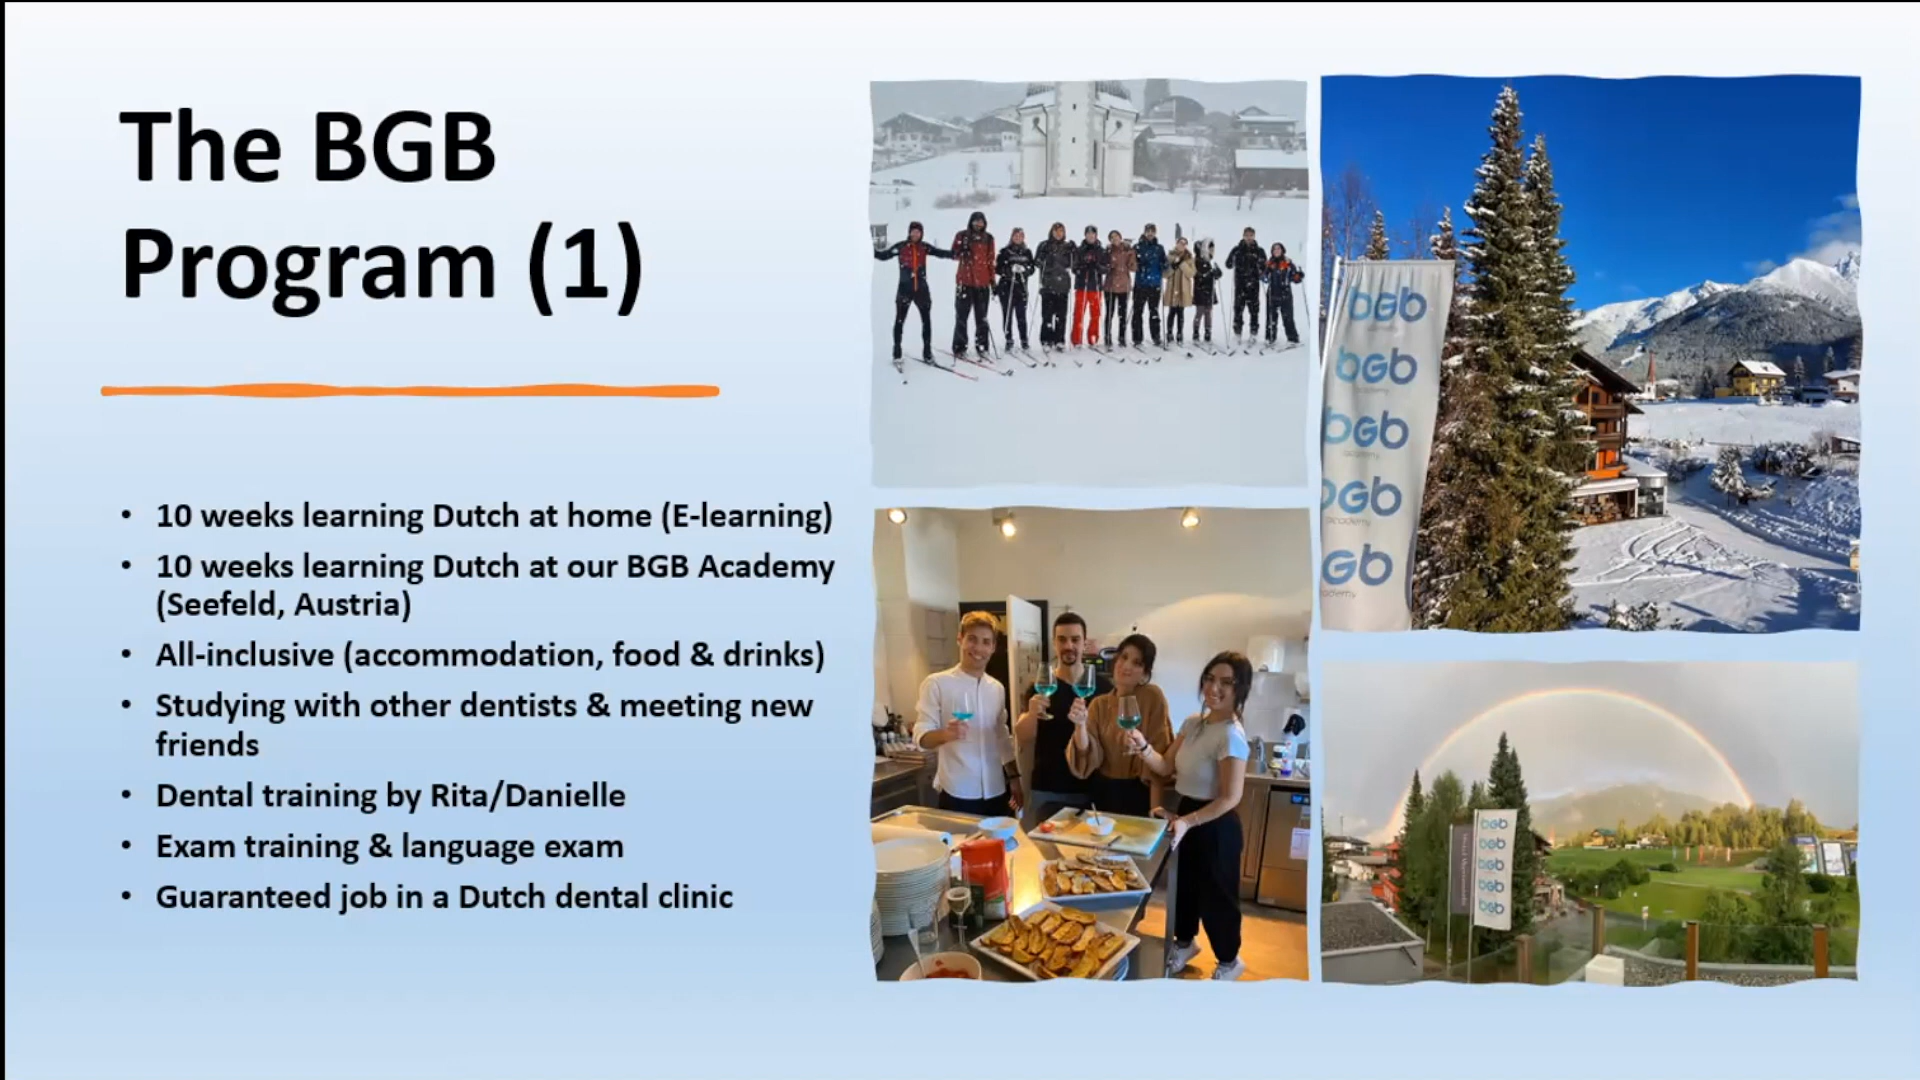 The BGB
Program (1)
• 10 weeks learning Dutch at home (E-learning)
• 10 weeks learning Dutch at our BGB Academy
(Seefeld, Austria)
• All-inclusive (accommodation, food & drinks)
• Studying with other dentists & meeting new
friends
• Dental training by Rita/Danielle
• Exam training & language exam
• Guaranteed job in a Dutch dental clinic
bGb
bGb
bGb
academy
bGb
academy
Gb
bGb
bGb
bGb
bGb
bGb